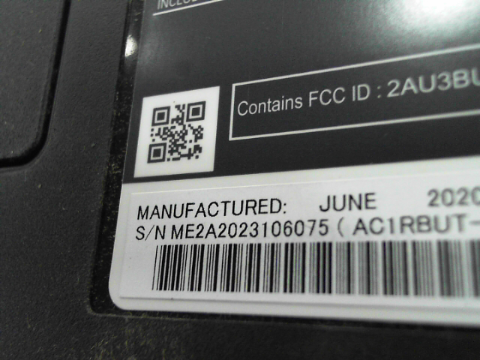 Contains FCC ID : 2AU3BU
MANUFACTURED: JUNE 2020
S/N ME2A2023106075 ( AC1RBUT-